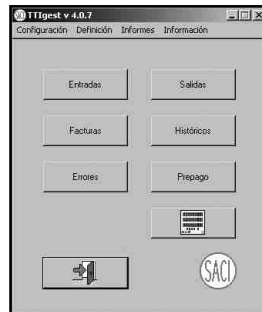 TTIgest v 4.0.7
Configuración Definición Informes Información
Entradas Salidas
Facturas Históricos
Errores Prepago
SACI